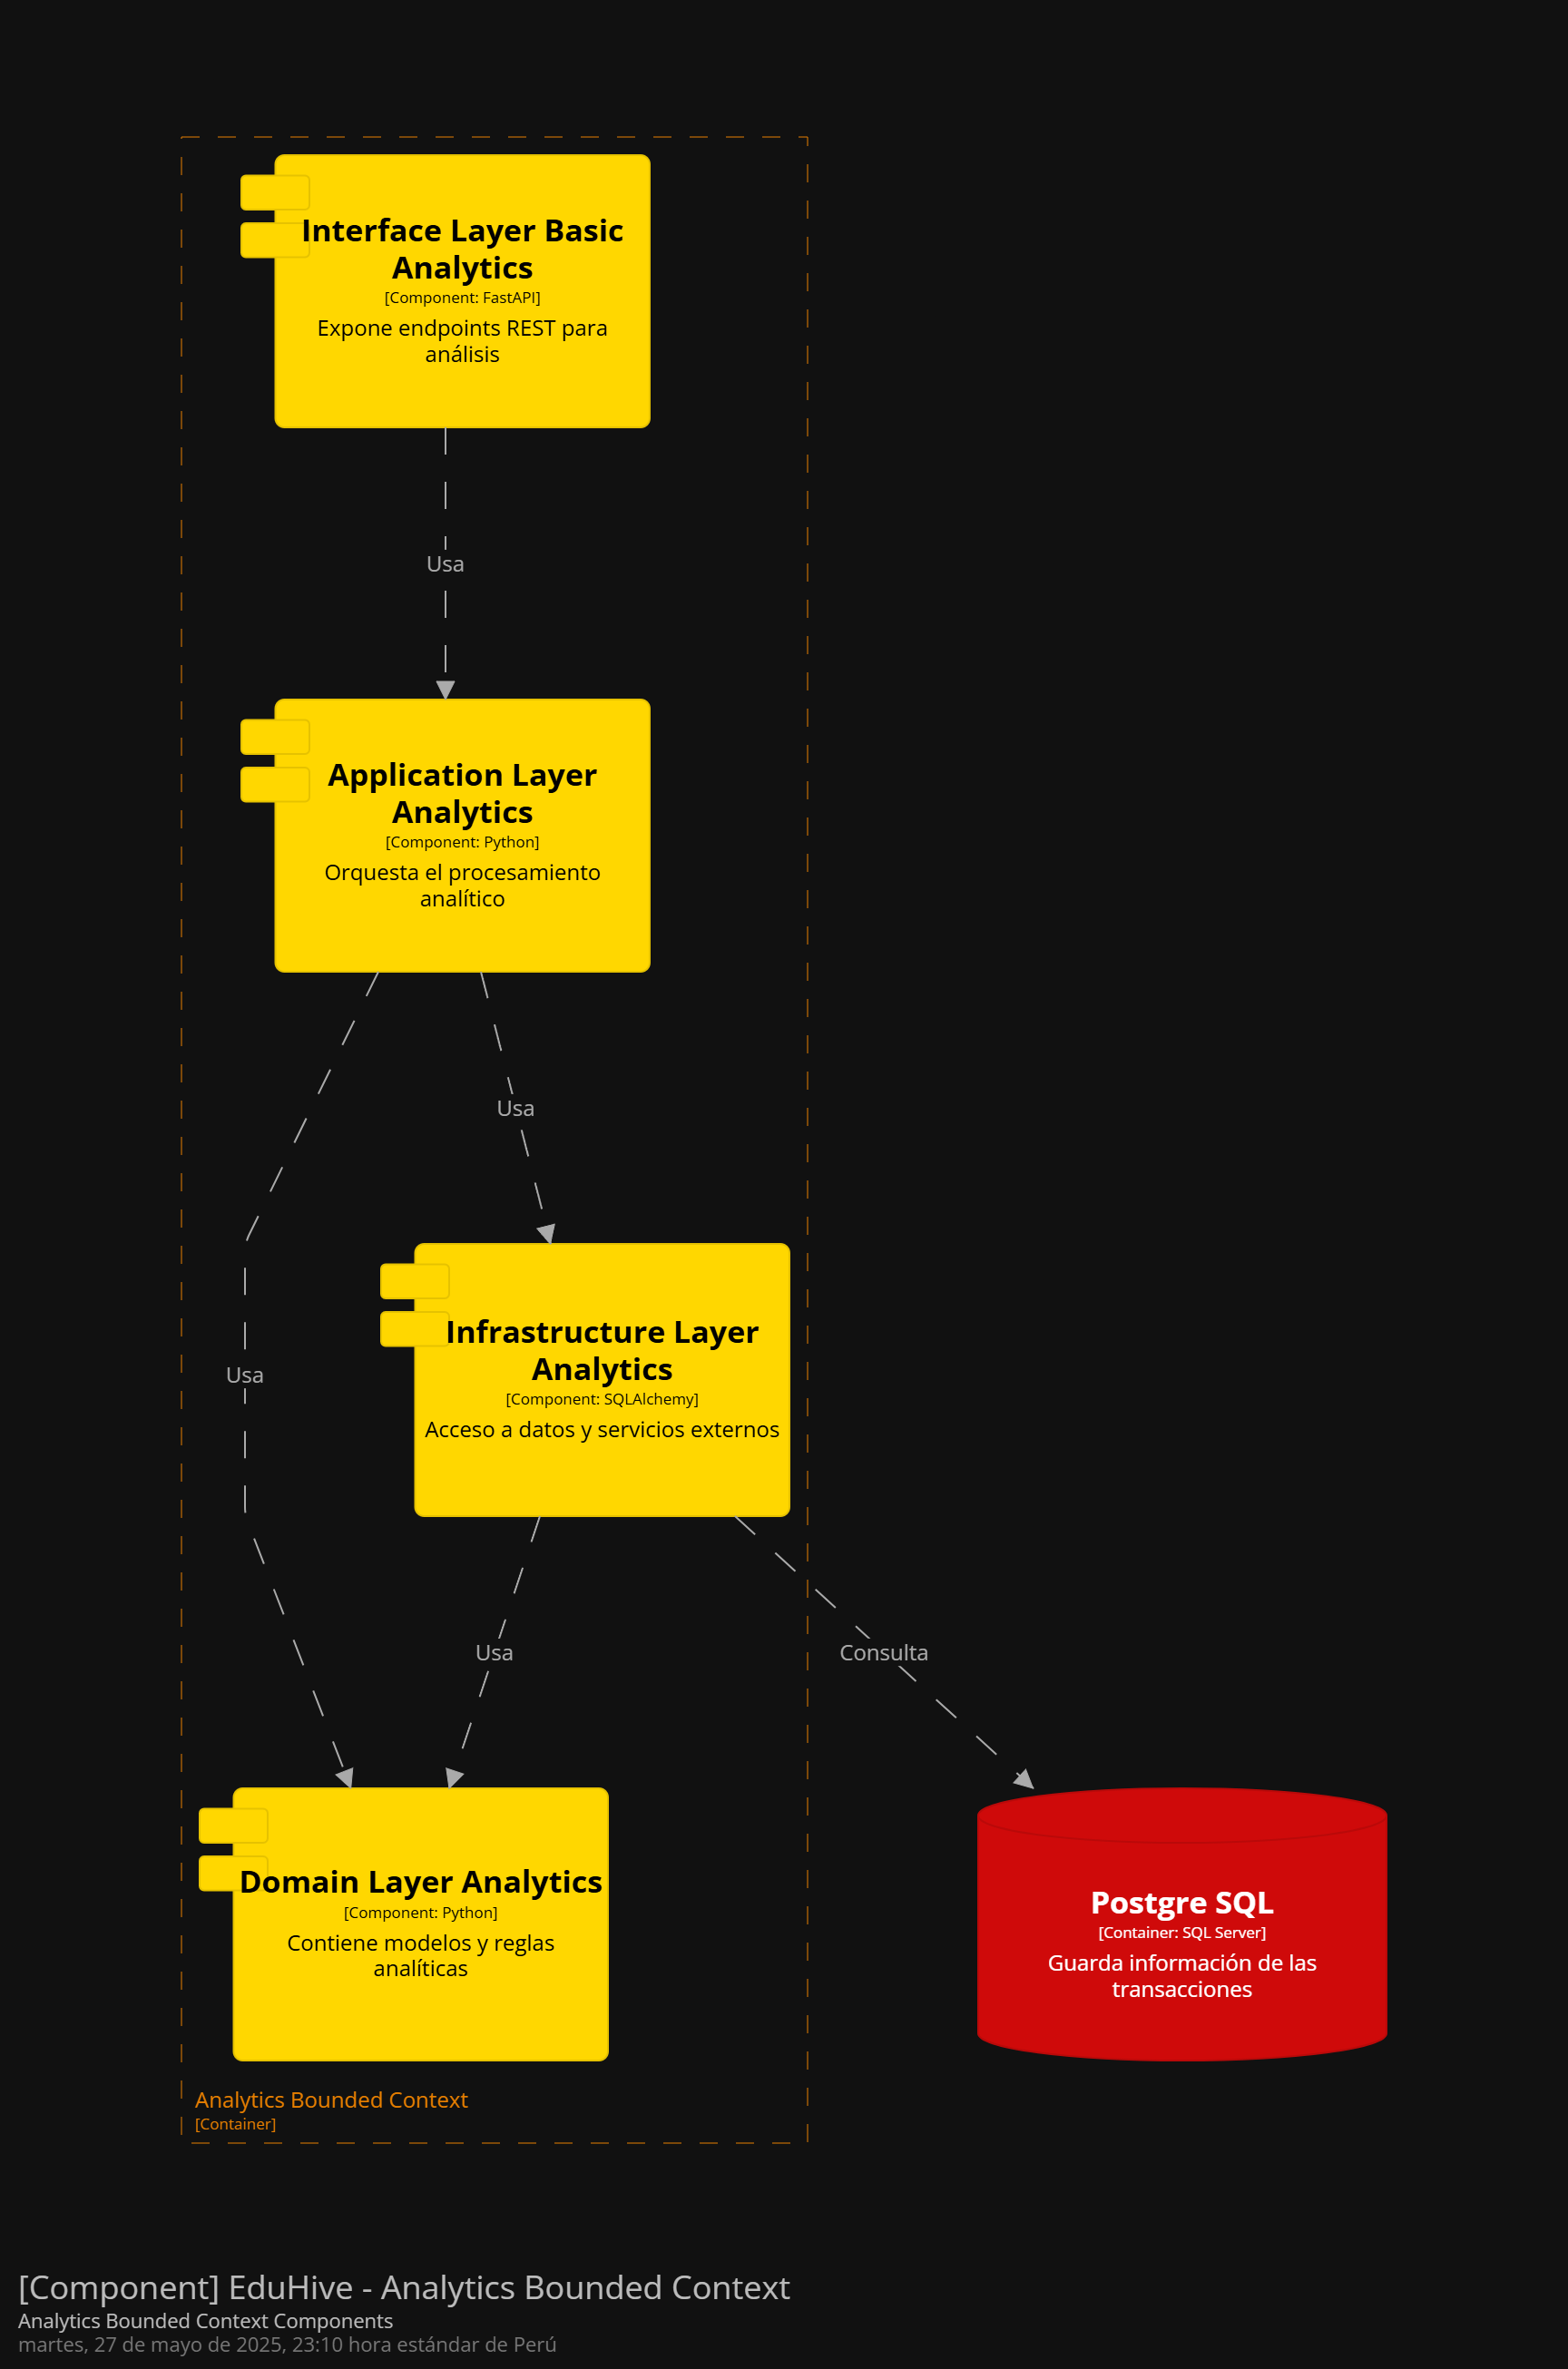 Interface Layer Basic
Analytics
[Component: FastAPI]
Expone endpoints REST para
análisis
Usa
Application Layer
Analytics
[Component: Python]
Orquesta el procesamiento
analítico
Usa
Infrastructure Layer
Analytics
[Component: SQLAlchemy]
Acceso a datos y servicios externos
Usa
Usa
Consulta
Domain Layer Analytics
[Component: Python]
Contiene modelos y reglas
analíticas
Postgre SQL
[Container: SQL Server]
Guarda información de las
transacciones
Analytics Bounded Context
[Container]
[Component] EduHive - Analytics Bounded Context
Analytics Bounded Context Components
martes, 27 de mayo de 2025, 23:10 hora estándar de Perú